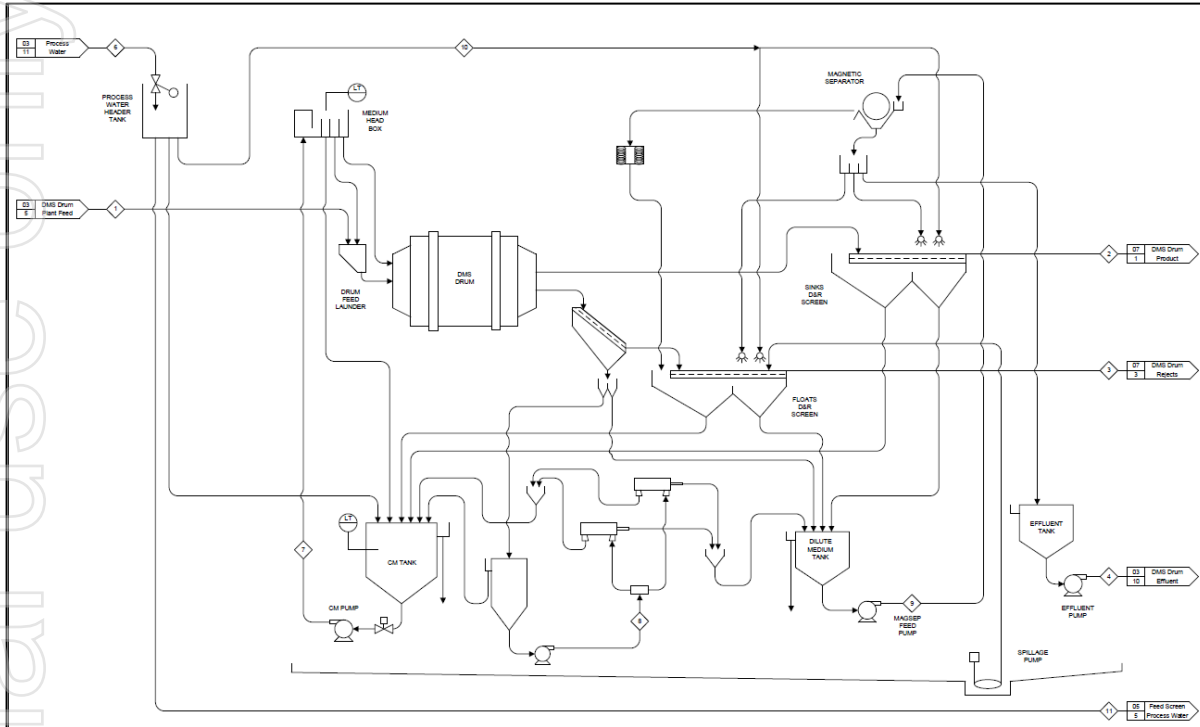 03 Process
11 Water
6
10
PROCESS
WATER
HEADER
TANK
LT
MEDIUM
HEAD
BOX
MAGNETIC
SEPARATOR
03 DMS Drum
6 Plant Feed
1
DRUM
FEED
LAUNDER
DMS
DRUM
SINKS
D&R
SCREEN
2
07 DMS Drum
1 Product
3
07 DMS Drum
3 Rejects
FLOATS
D&R
SCREEN
LT
CM TANK
7
CM PUMP
8
DILUTE
MEDIUM
TANK
9
MAGSEP
FEED
PUMP
EFFLUENT
TANK
4
03 DMS Drum
10 Effluent
EFFLUENT
PUMP
SPILLAGE
PUMP
11
05 Feed Screen
5 Process Water